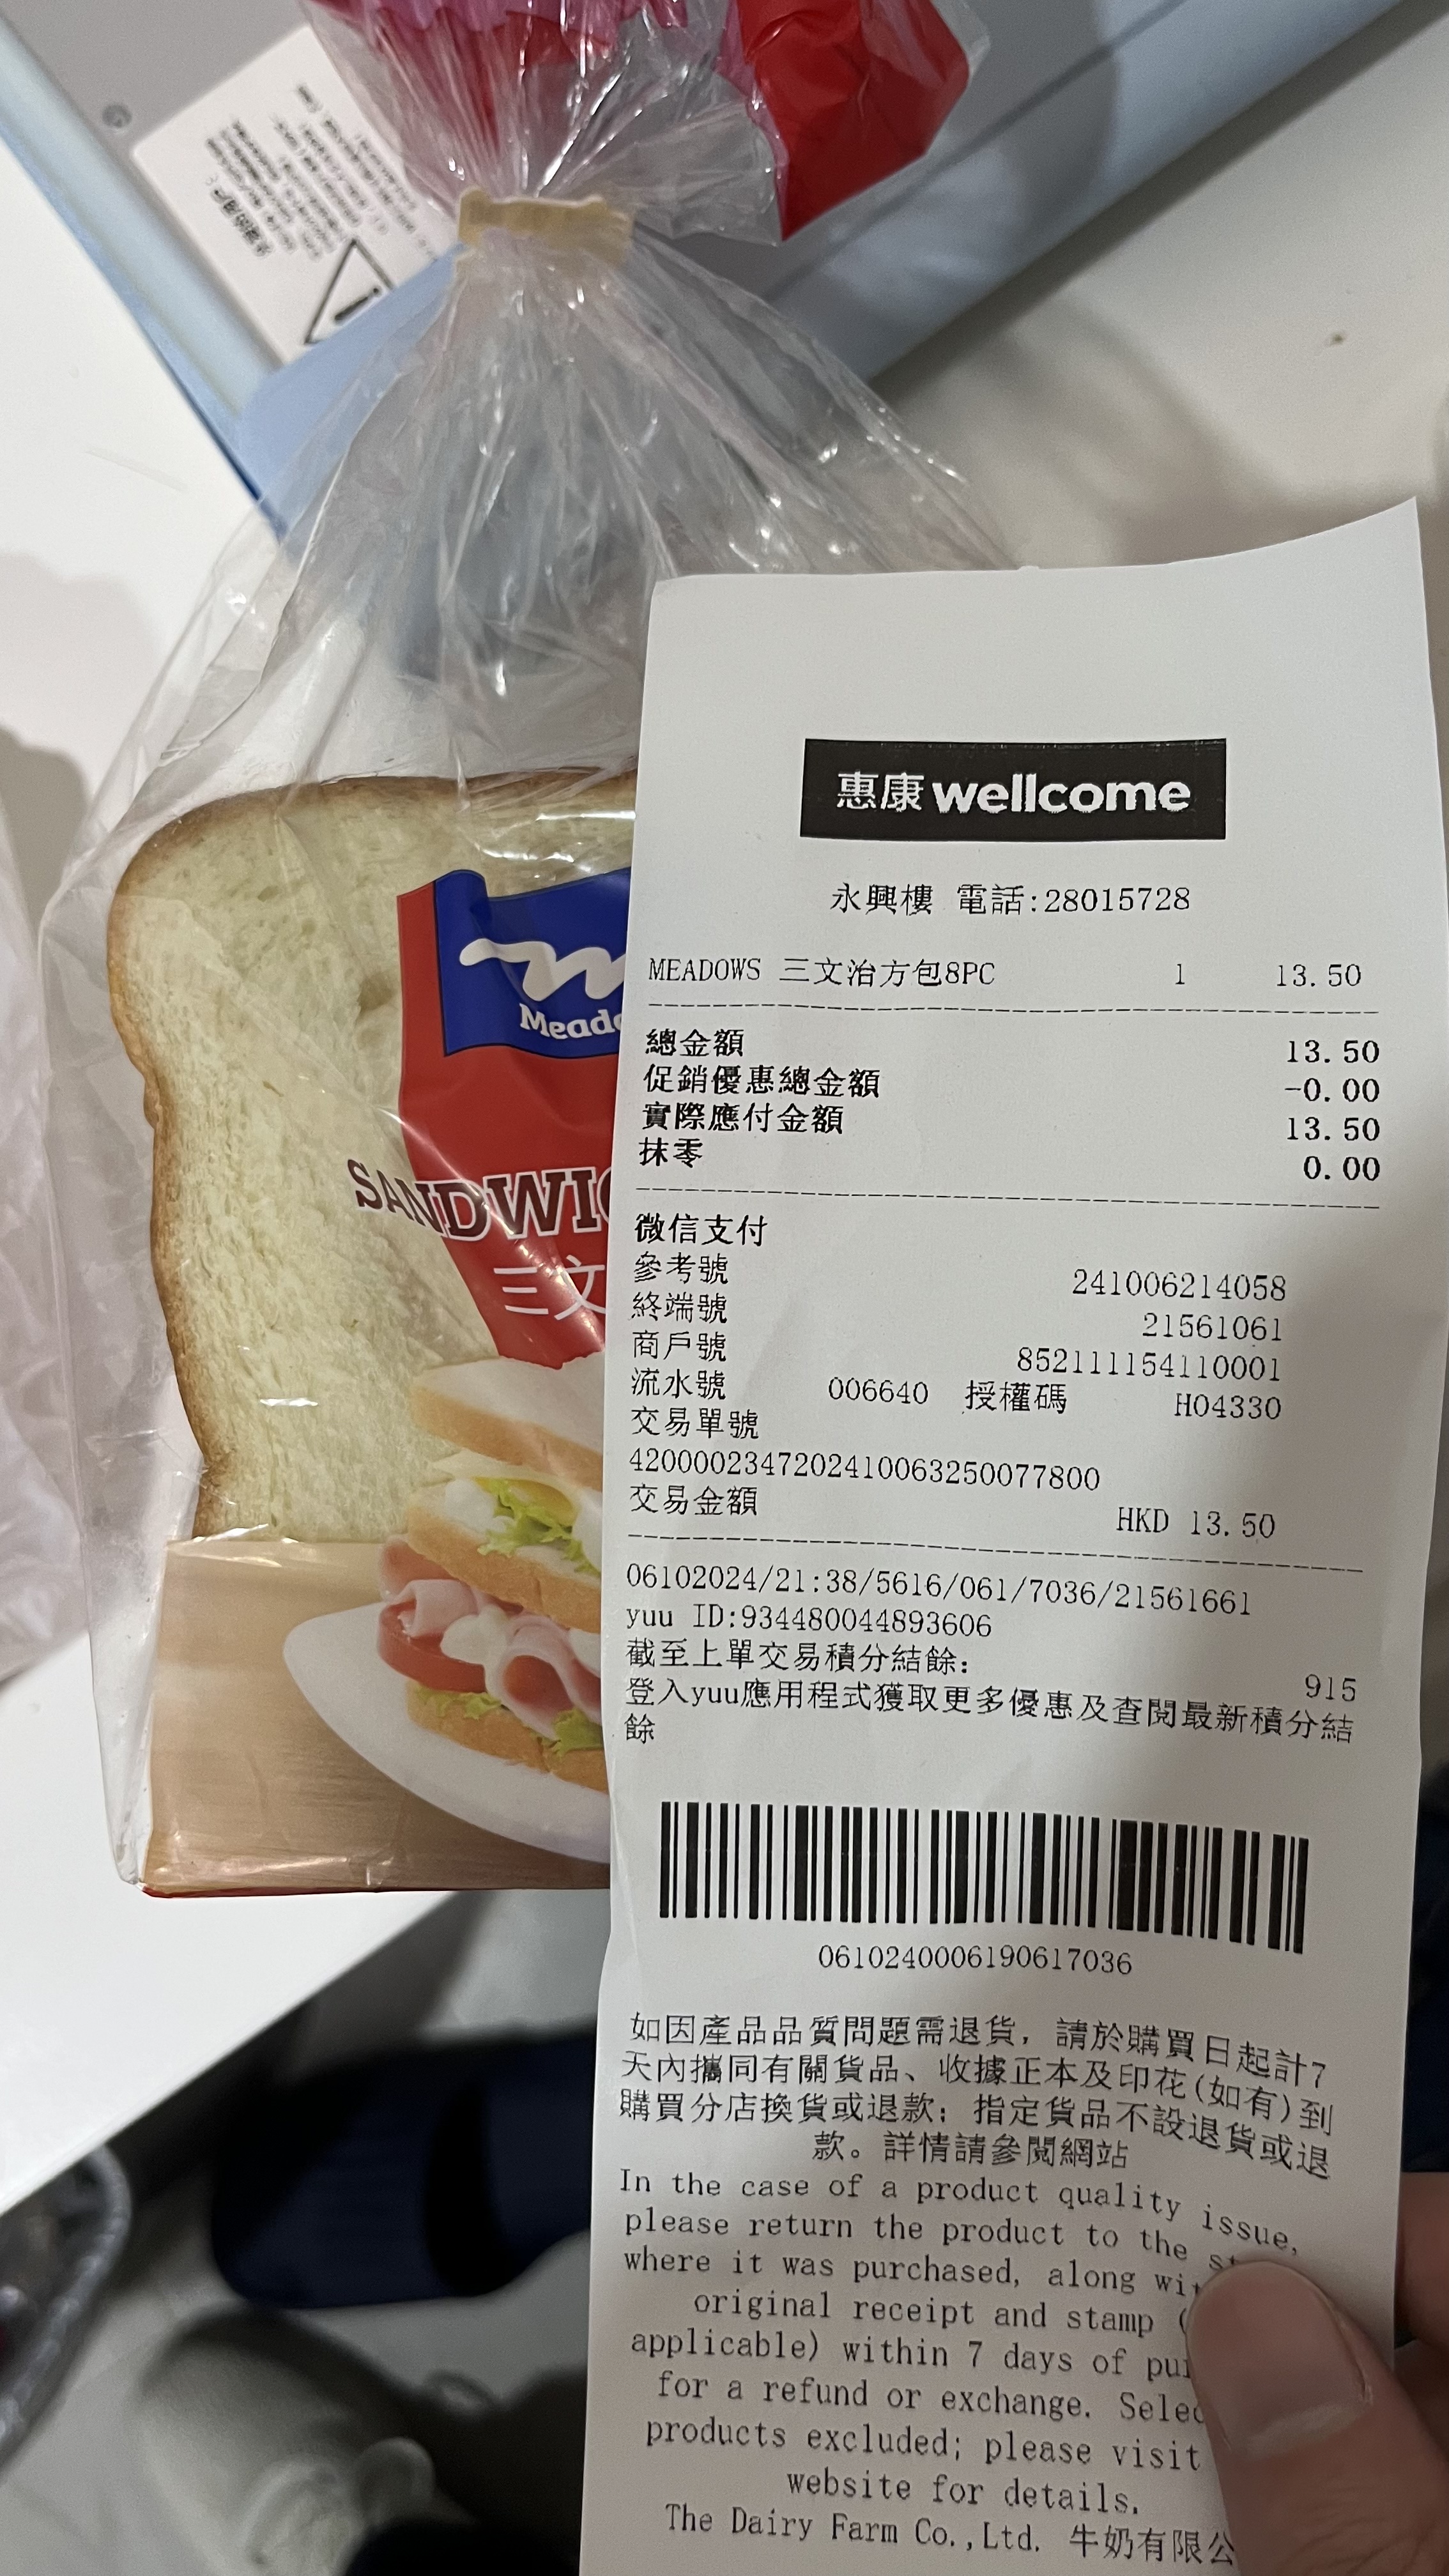 Meado
SANDWIC
三文
惠康 wellcome
永興樓 電話:28015728
MEADOWS 三文治方包8PC 1 13.50
總金額 13.50
促銷優惠總金額 -0.00
實際應付金額 13.50
抹零 0.00
微信支付
參考號 241006214058
終端號 21561061
商戶號 852111154110001
流水號 006640 授權碼 H04330
交易單號
4200002347202410063250077800
交易金額 HKD 13.50
06102024/21:38/5616/061/7036/21561661
yuu ID:934480044893606
截至上單交易積分結餘: 915
登入yuu應用程式獲取更多優惠及查閱最新積分結
餘
0610240006190617036
如因產品品質問題需退貨，請於購買日起計7
天內攜同有關貨品、收據正本及印花(如有)到
購買分店換貨或退款；指定貨品不設退貨或退
款。詳情請參閱網站
In the case of a product quality issue,
please return the product to the
where it was purchased, along
original receipt and stamp (
applicable) within 7 days of
for a refund or exchange.
products excluded; please visit
website for details.
The Dairy Farm Co.,Ltd. 牛奶有限